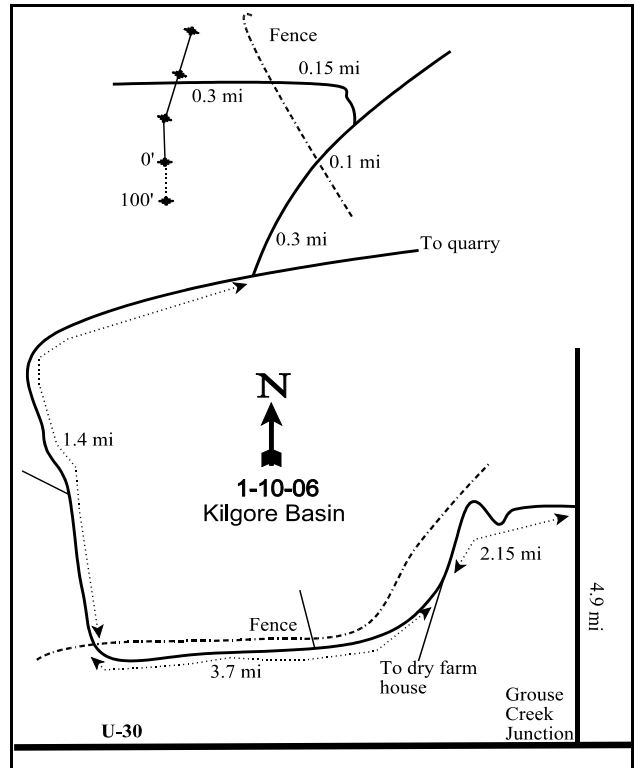 Fence
0.15 mi
0.3 mi
0'
0.1 mi
100'
0.3 mi
To quarry
N
1.4 mi
1-10-06
Kilgore Basin
2.15 mi
4.9 mi
Fence
3.7 mi
To dry farm
house
Grouse
Creek
Junction
U-30